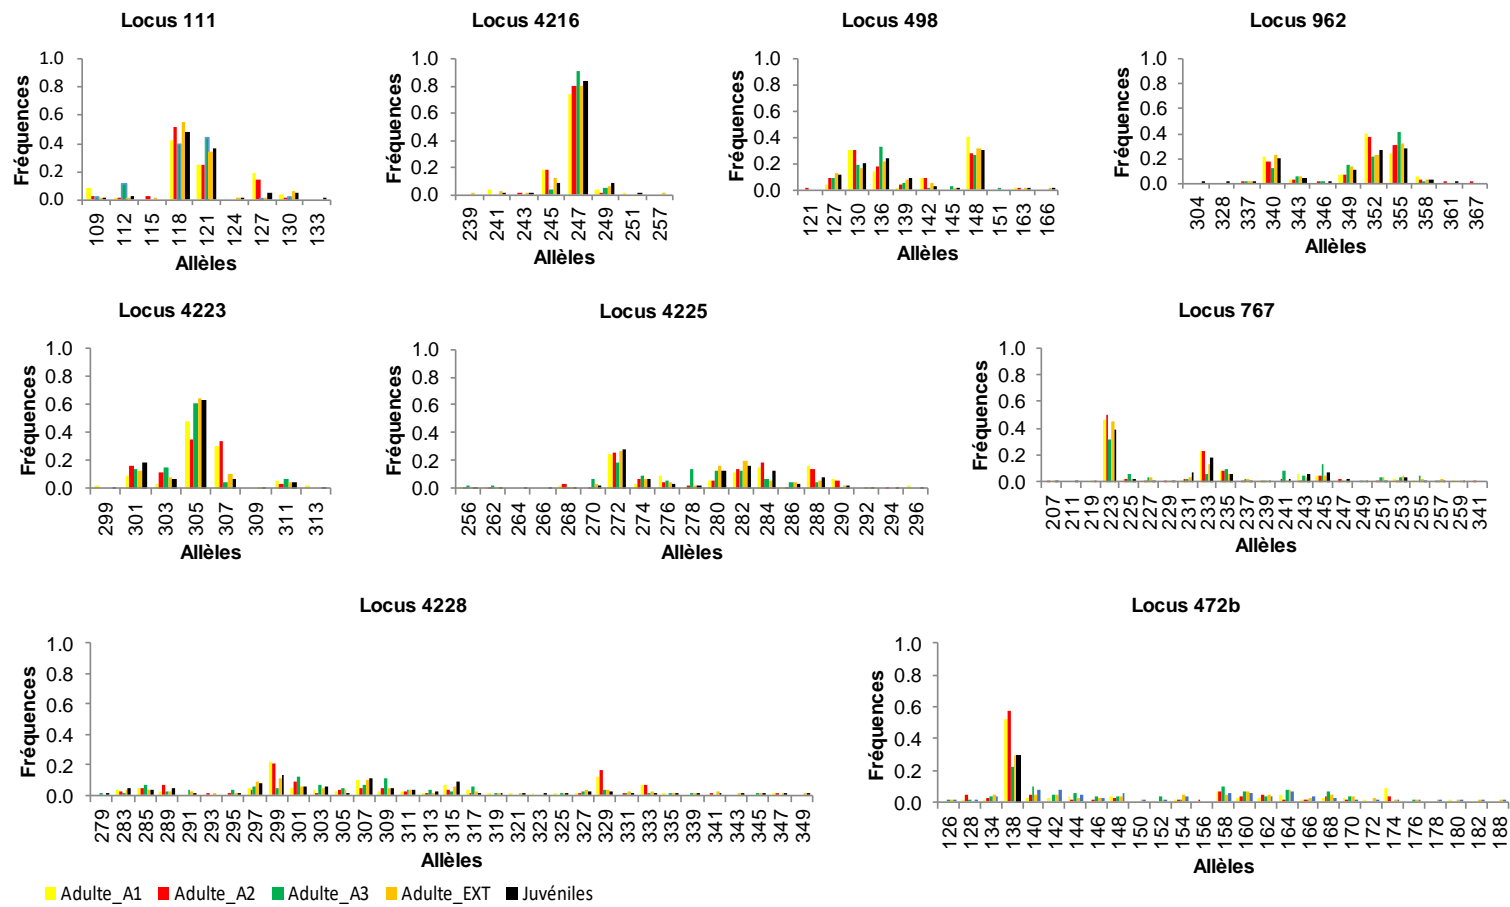 Locus 111
Locus 4216
Locus 498
Locus 962
Fréquences
1.0
0.8
0.6
0.4
0.2
0.0
109 112 115 118 121 124 127 130 133
Allèles
1.0
0.8
0.6
0.4
0.2
0.0
239 241 243 245 247 249 251 257
Allèles
Fréquences
1.0
0.8
0.6
0.4
0.2
0.0
121 127 130 136 139 142 145 148 151 163 166
Allèles
Fréquences
1.0
0.8
0.6
0.4
0.2
0.0
304 328 337 340 343 346 349 352 355 358 361 367
Allèles
Locus 4223
Locus 4225
Locus 767
Fréquences
1.0
0.8
0.6
0.4
0.2
0.0
299 301 303 305 307 309 311 313
Allèles
Fréquences
1.0
0.8
0.6
0.4
0.2
0.0
256 262 264 266 268 270 272 274 276 278 280 282 284 286 288 290 292 294 296
Allèles
Fréquences
1.0
0.8
0.6
0.4
0.2
0.0
207 211 219 223 225 227 229 231 233 235 237 239 241 243 245 247 249 251 253 255 257 259 341
Allèles
Locus 4228
Locus 472b
Fréquences
1.0
0.8
0.6
0.4
0.2
0.0
279 283 285 289 291 293 295 297 299 301 303 305 307 309 311 313 315 317 319 321 323 325 327 329 331 333 335 339 341 343 345 347 349
Allèles
Fréquences
1.0
0.8
0.6
0.4
0.2
0.0
126 128 134 138 140 142 144 146 148 150 152 154 156 158 160 162 164 166 168 170 172 174 176 178 180 182 188
Allèles
Adulte_A1 Adulte_A2 Adulte_A3 Adulte_EXT Juvéniles